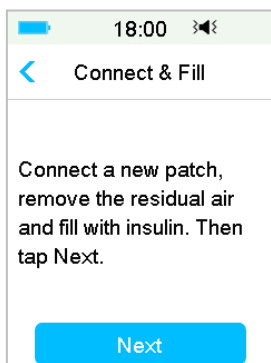 18:00
Connect & Fill
Connect a new patch,
remove the residual air
and fill with insulin. Then
tap Next.
Next